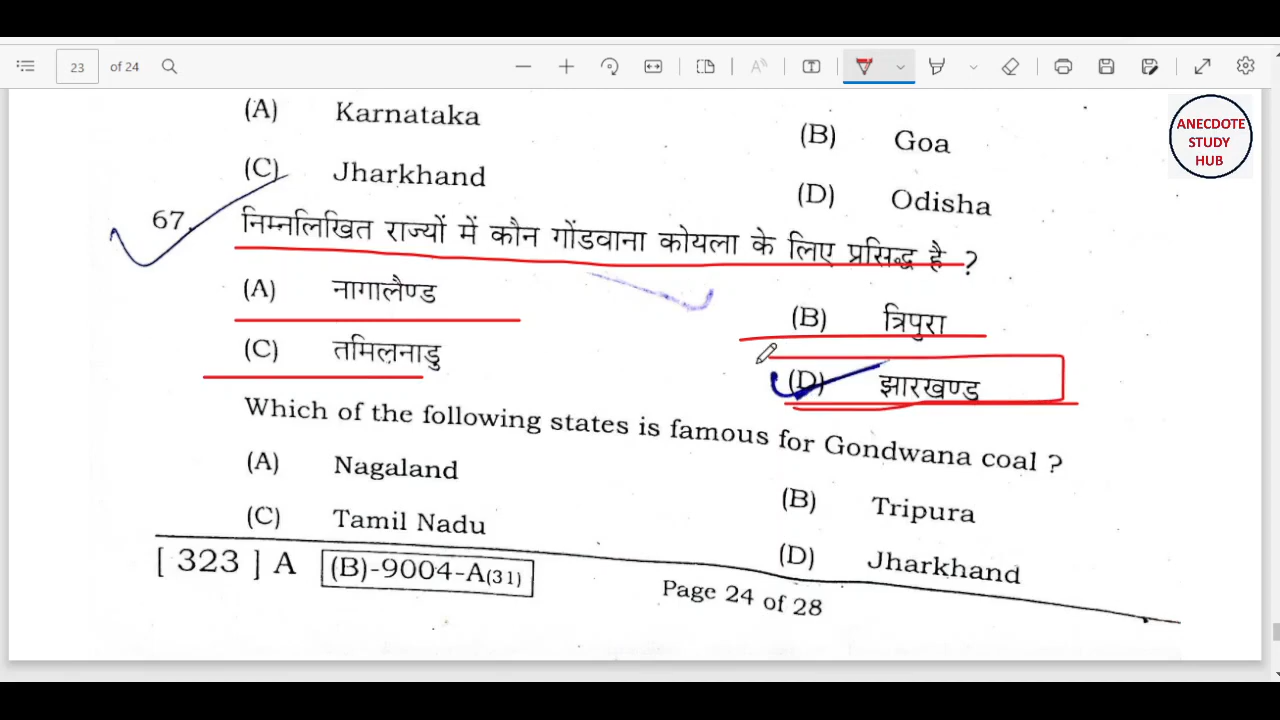 23 of 24
ANECDOTE
STUDY
HUB
(A) Karnataka (B) Goa
(C) Jharkhand (D) Odisha
67. निम्नलिखित राज्यों में कौन गोंडवाना कोयला के लिए प्रसिद्ध है ?
(A) नागालैण्ड (B) त्रिपुरा
(C) तमिलनाडु (D) झारखण्ड
Which of the following states is famous for Gondwana coal ?
(A) Nagaland (B) Tripura
(C) Tamil Nadu (D) Jharkhand
[ 323 ] A (B)-9004-A(31) Page 24 of 28